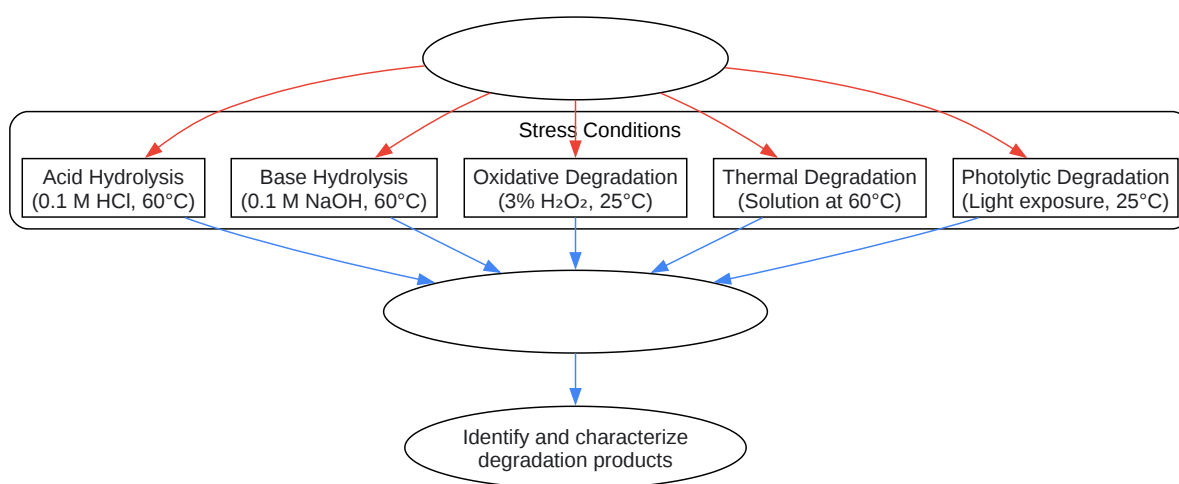 Stress Conditions
Acid Hydrolysis
(0.1 M HCl, 60°C)
Base Hydrolysis
(0.1 M NaOH, 60°C)
Oxidative Degradation
(3% H₂O₂, 25°C)
Thermal Degradation
(Solution at 60°C)
Photolytic Degradation
(Light exposure, 25°C)
Identify and characterize
degradation products